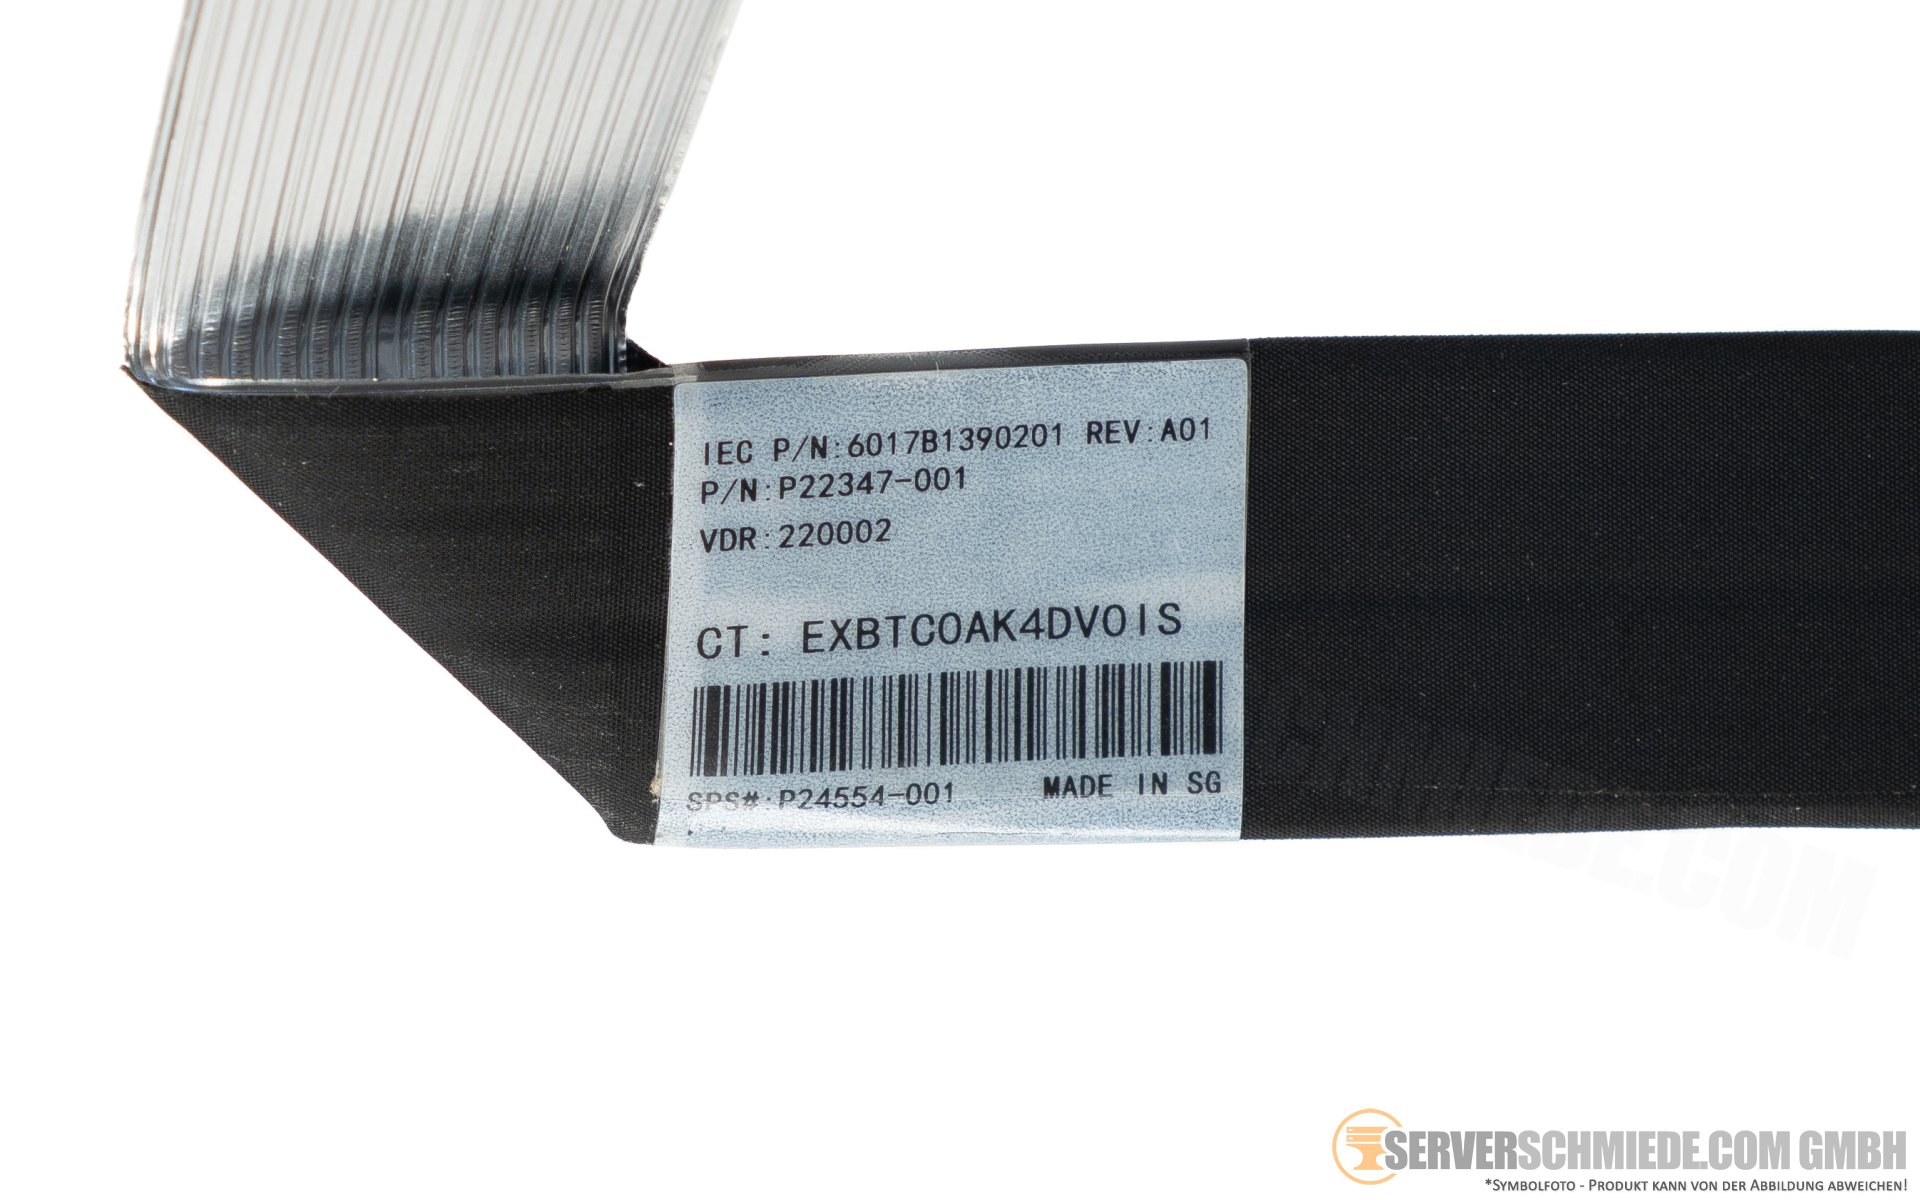 IEC P/N:6017B1390201 REV:A01
P/N:P22347-001
VDR:220002
CT: EXBTC0AK4DV0IS
SPS#:P24554-001 MADE IN SG
SERVERSCHMIEDE.COM GMBH
*SYMBOLFOTO - PRODUKT KANN VON DER ABBILDUNG ABWEICHEN!